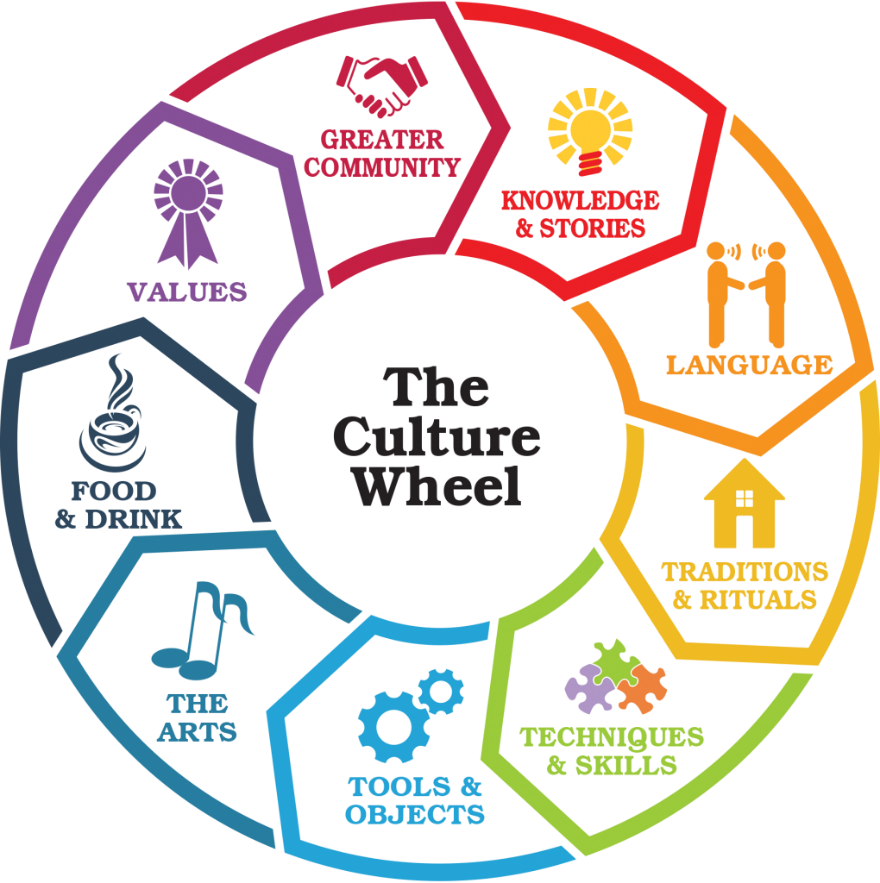 The
Culture
Wheel
GREATER
COMMUNITY
KNOWLEDGE
& STORIES
LANGUAGE
TRADITIONS
& RITUALS
TECHNIQUES
& SKILLS
TOOLS &
OBJECTS
THE
ARTS
FOOD
& DRINK
VALUES